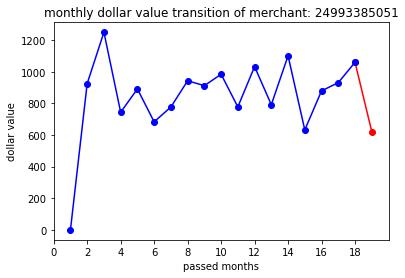 monthly dollar value transition of merchant: 24993385051
1200
1000
800
600
400
200
0
dollar value
0 2 4 6 8 10 12 14 16 18
passed months